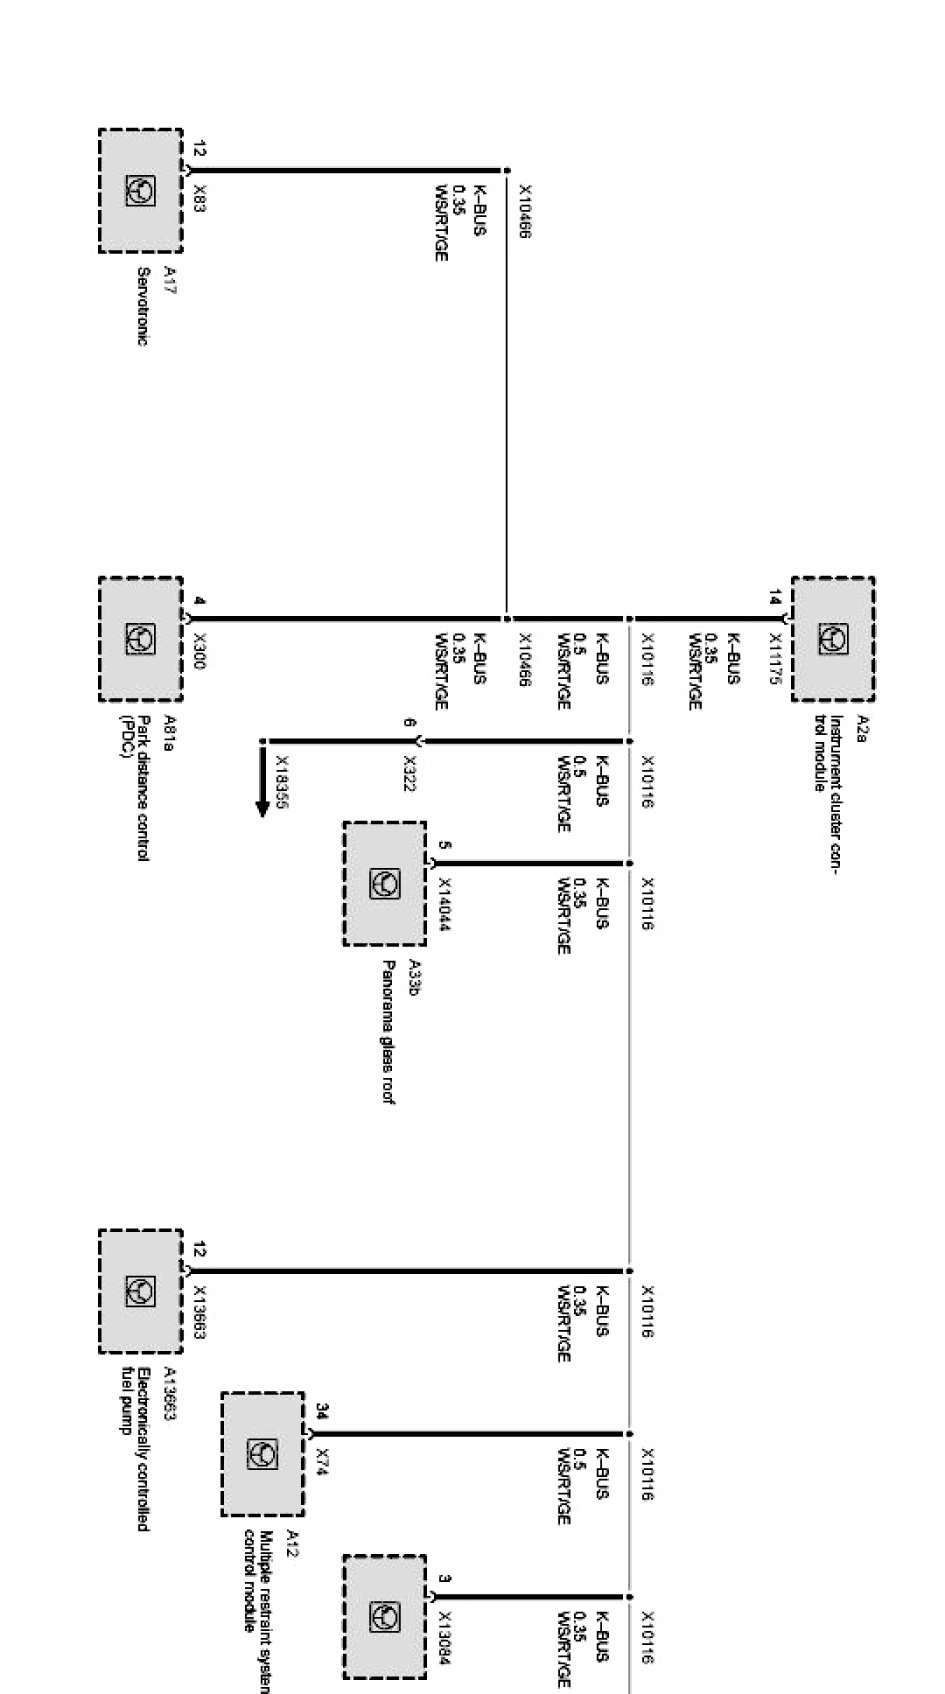 12
X83
K–BUS
0.35
WS/RT/GE
X10466
A17
Servotronic
14
X11175
K–BUS
0.35
WS/RT/GE
A2a
Instrument cluster con-
trol module
X10116
K–BUS
0.5
WS/RT/GE
X10466
K–BUS
0.35
WS/RT/GE
4
X300
A81a
Park distance control
(PDC)
X10116
K–BUS
0.5
WS/RT/GE
6
X322
X18355
X10116
K–BUS
0.35
WS/RT/GE
5
X14044
A33b
Panorama glass roof
X10116
K–BUS
0.35
WS/RT/GE
12
X13663
A13663
Electronically controlled
fuel pump
X10116
K–BUS
0.5
WS/RT/GE
34
X74
A12
Multiple restraint system
control module
X10116
K–BUS
0.35
WS/RT/GE
3
X13084